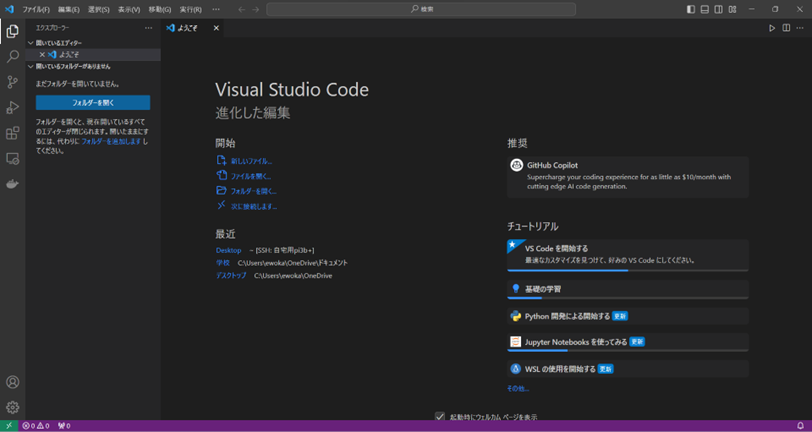 ファイル(F) 編集(E) 選択(S) 表示(V) 移動(G) 実行(R) … 検索
エクスプローラー …
開いているエディター
ようこそ
開いているフォルダーがありません
まだフォルダーを開いていません。
フォルダーを開く
フォルダーを開くと、現在開いているすべて
のエディターが閉じられます。開いたままにす
るには、代わりに フォルダーを追加します し
てください。
ようこそ
Visual Studio Code
進化した編集
開始
新しいファイル...
ファイルを開く...
フォルダーを開く...
次に接続します...
最近
Desktop ~ [SSH: 自宅用pi3b+]
学校 C:\Users\ewoka\OneDrive\ドキュメント
デスクトップ C:\Users\ewoka\OneDrive
推奨
GitHub Copilot
Supercharge your coding experience for as little as $10/month with
cutting edge AI code generation.
チュートリアル
VS Code を開始する
最適なカスタマイズを見つけて、好みの VS Code にしてください。
基礎の学習
Python 開発による開始する 更新
Jupyter Notebooks を使ってみる 更新
WSL の使用を開始する 更新
その他...
起動時にウェルカム ページを表示
0 0 0